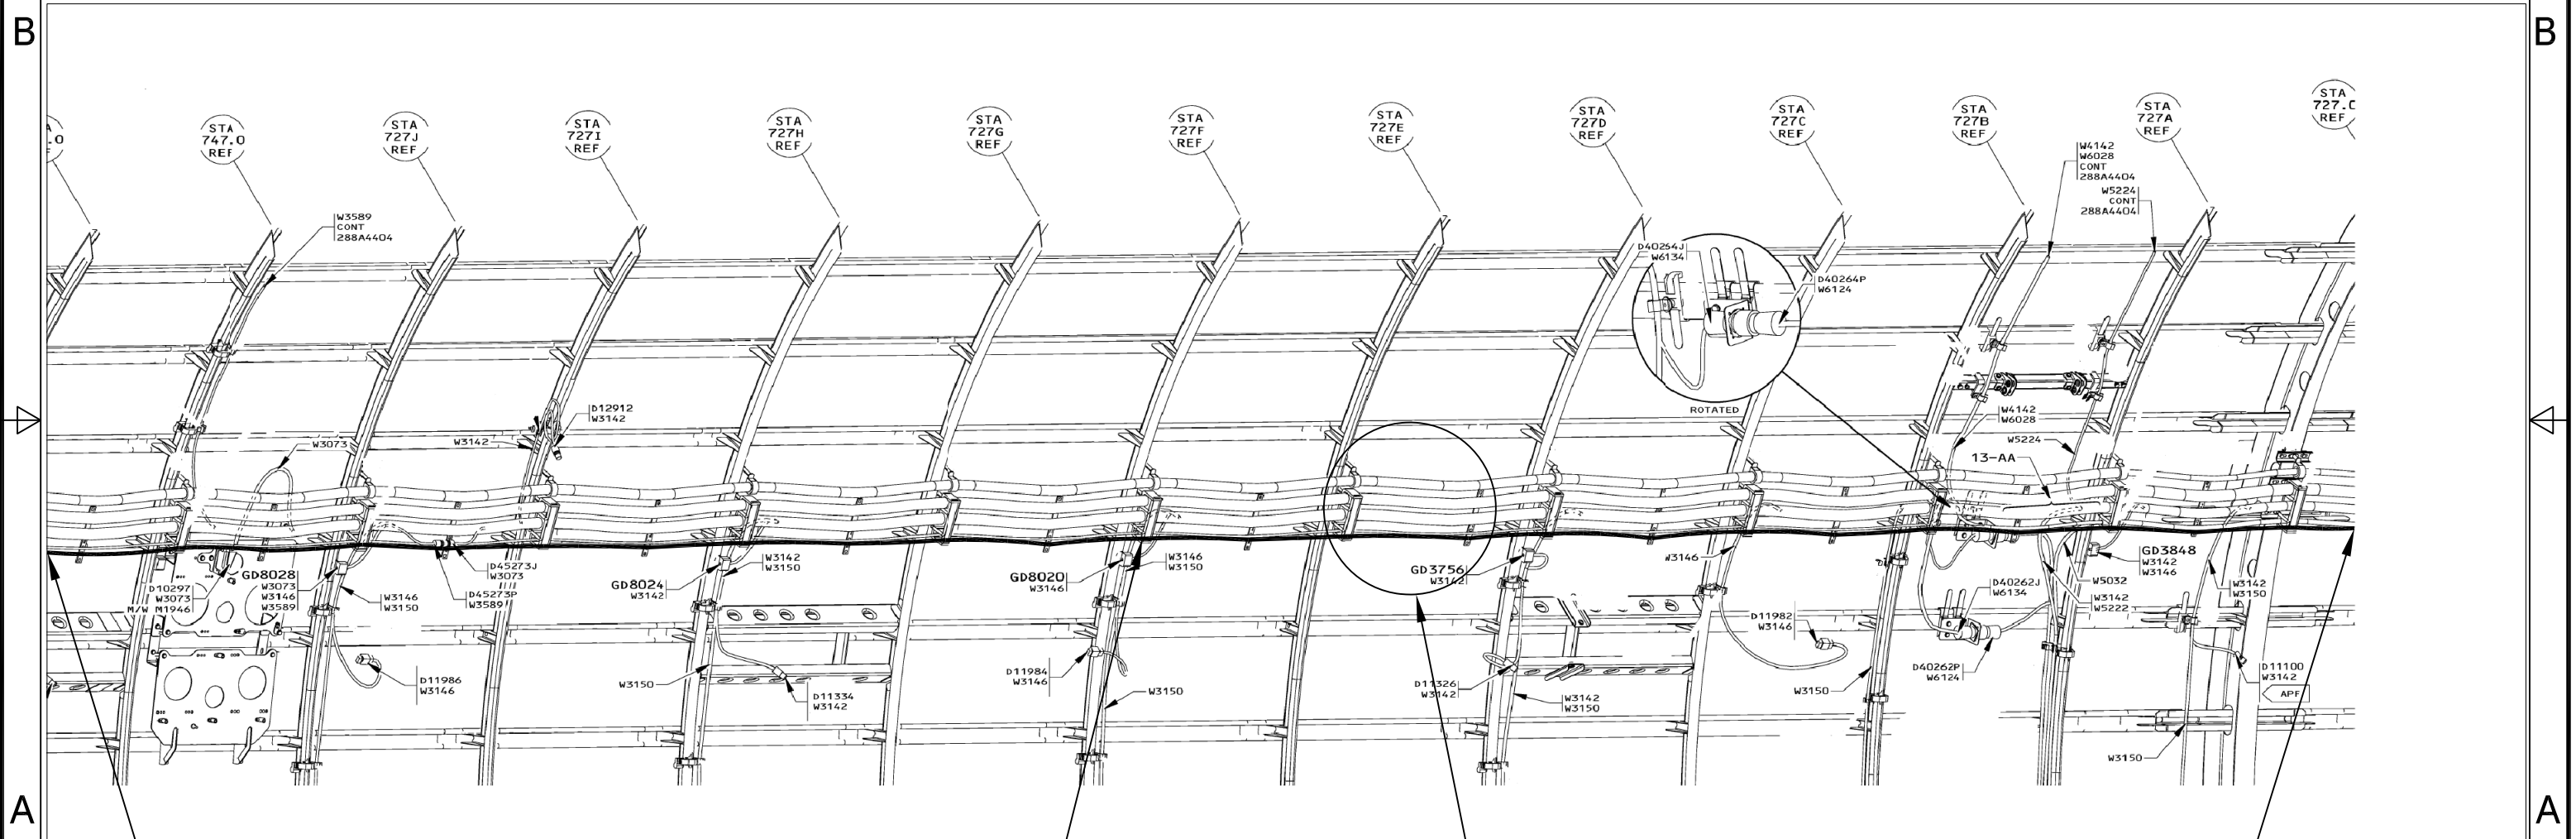 B
B
STA
747.0
REF
STA
727J
REF
STA
727I
REF
STA
727H
REF
STA
727G
REF
STA
727F
REF
STA
727E
REF
STA
727D
REF
STA
727C
REF
STA
727B
REF
STA
727A
REF
STA
REF
.0
W3589
CONT
288A4404
W4142
W6028
CONT
288A4404
W5224
CONT
288A4404
D40264J
W6134
D40264P
W6124
ROTATED
D12912
W3142
W3142
W3073
W4142
W6028
W5224
13-AA
D10297
W3073
M/W M1946
GD8028
W3073
W3146
W3589
W3146
W3150
D45273J
W3073
D45273P
W3589
GD8024
W3142
W3142
W3150
GD8020
W3146
W3146
W3150
GD3756
W3142
W3146
GD3848
W3142
W3146
W5032
W3142
W5222
W3142
W3150
D40262J
W6134
D11982
W3146
D11986
W3146
W3150
D11334
W3142
D11984
W3146
W3150
D11326
W3142
W3142
W3150
W3150
D40262P
W6124
D11100
W3142
APF
W3150
A
A